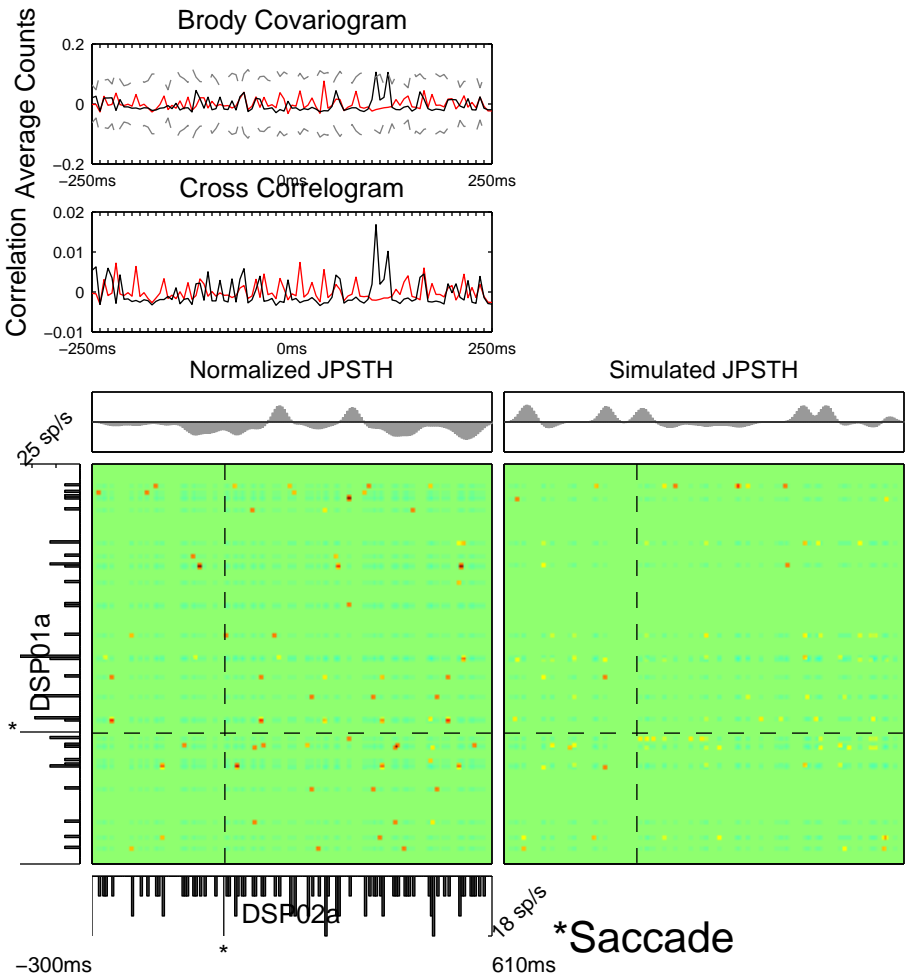 Brody Covariogram
Average Counts
0.2
0
−0.2
−250ms
0ms
250ms
Cross Correlogram
Correlation
0.02
0.01
0
−0.01
−250ms
0ms
250ms
Normalized JPSTH
Simulated JPSTH
25 sp/s
DSP01a
*
DSP02a
18 sp/s
*
*Saccade
−300ms
610ms